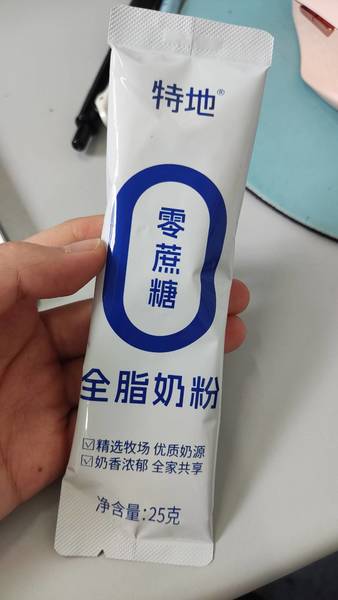 特地®
零蔗糖
全脂奶粉
☑精选牧场 优质奶源
☑奶香浓郁 全家共享
净含量:25克